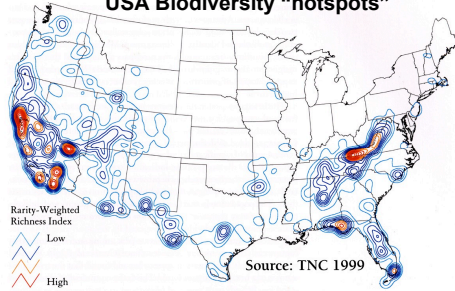 USA Biodiversity "hotspots"
Rarity-Weighted
Richness Index
Low
High
Source: TNC 1999